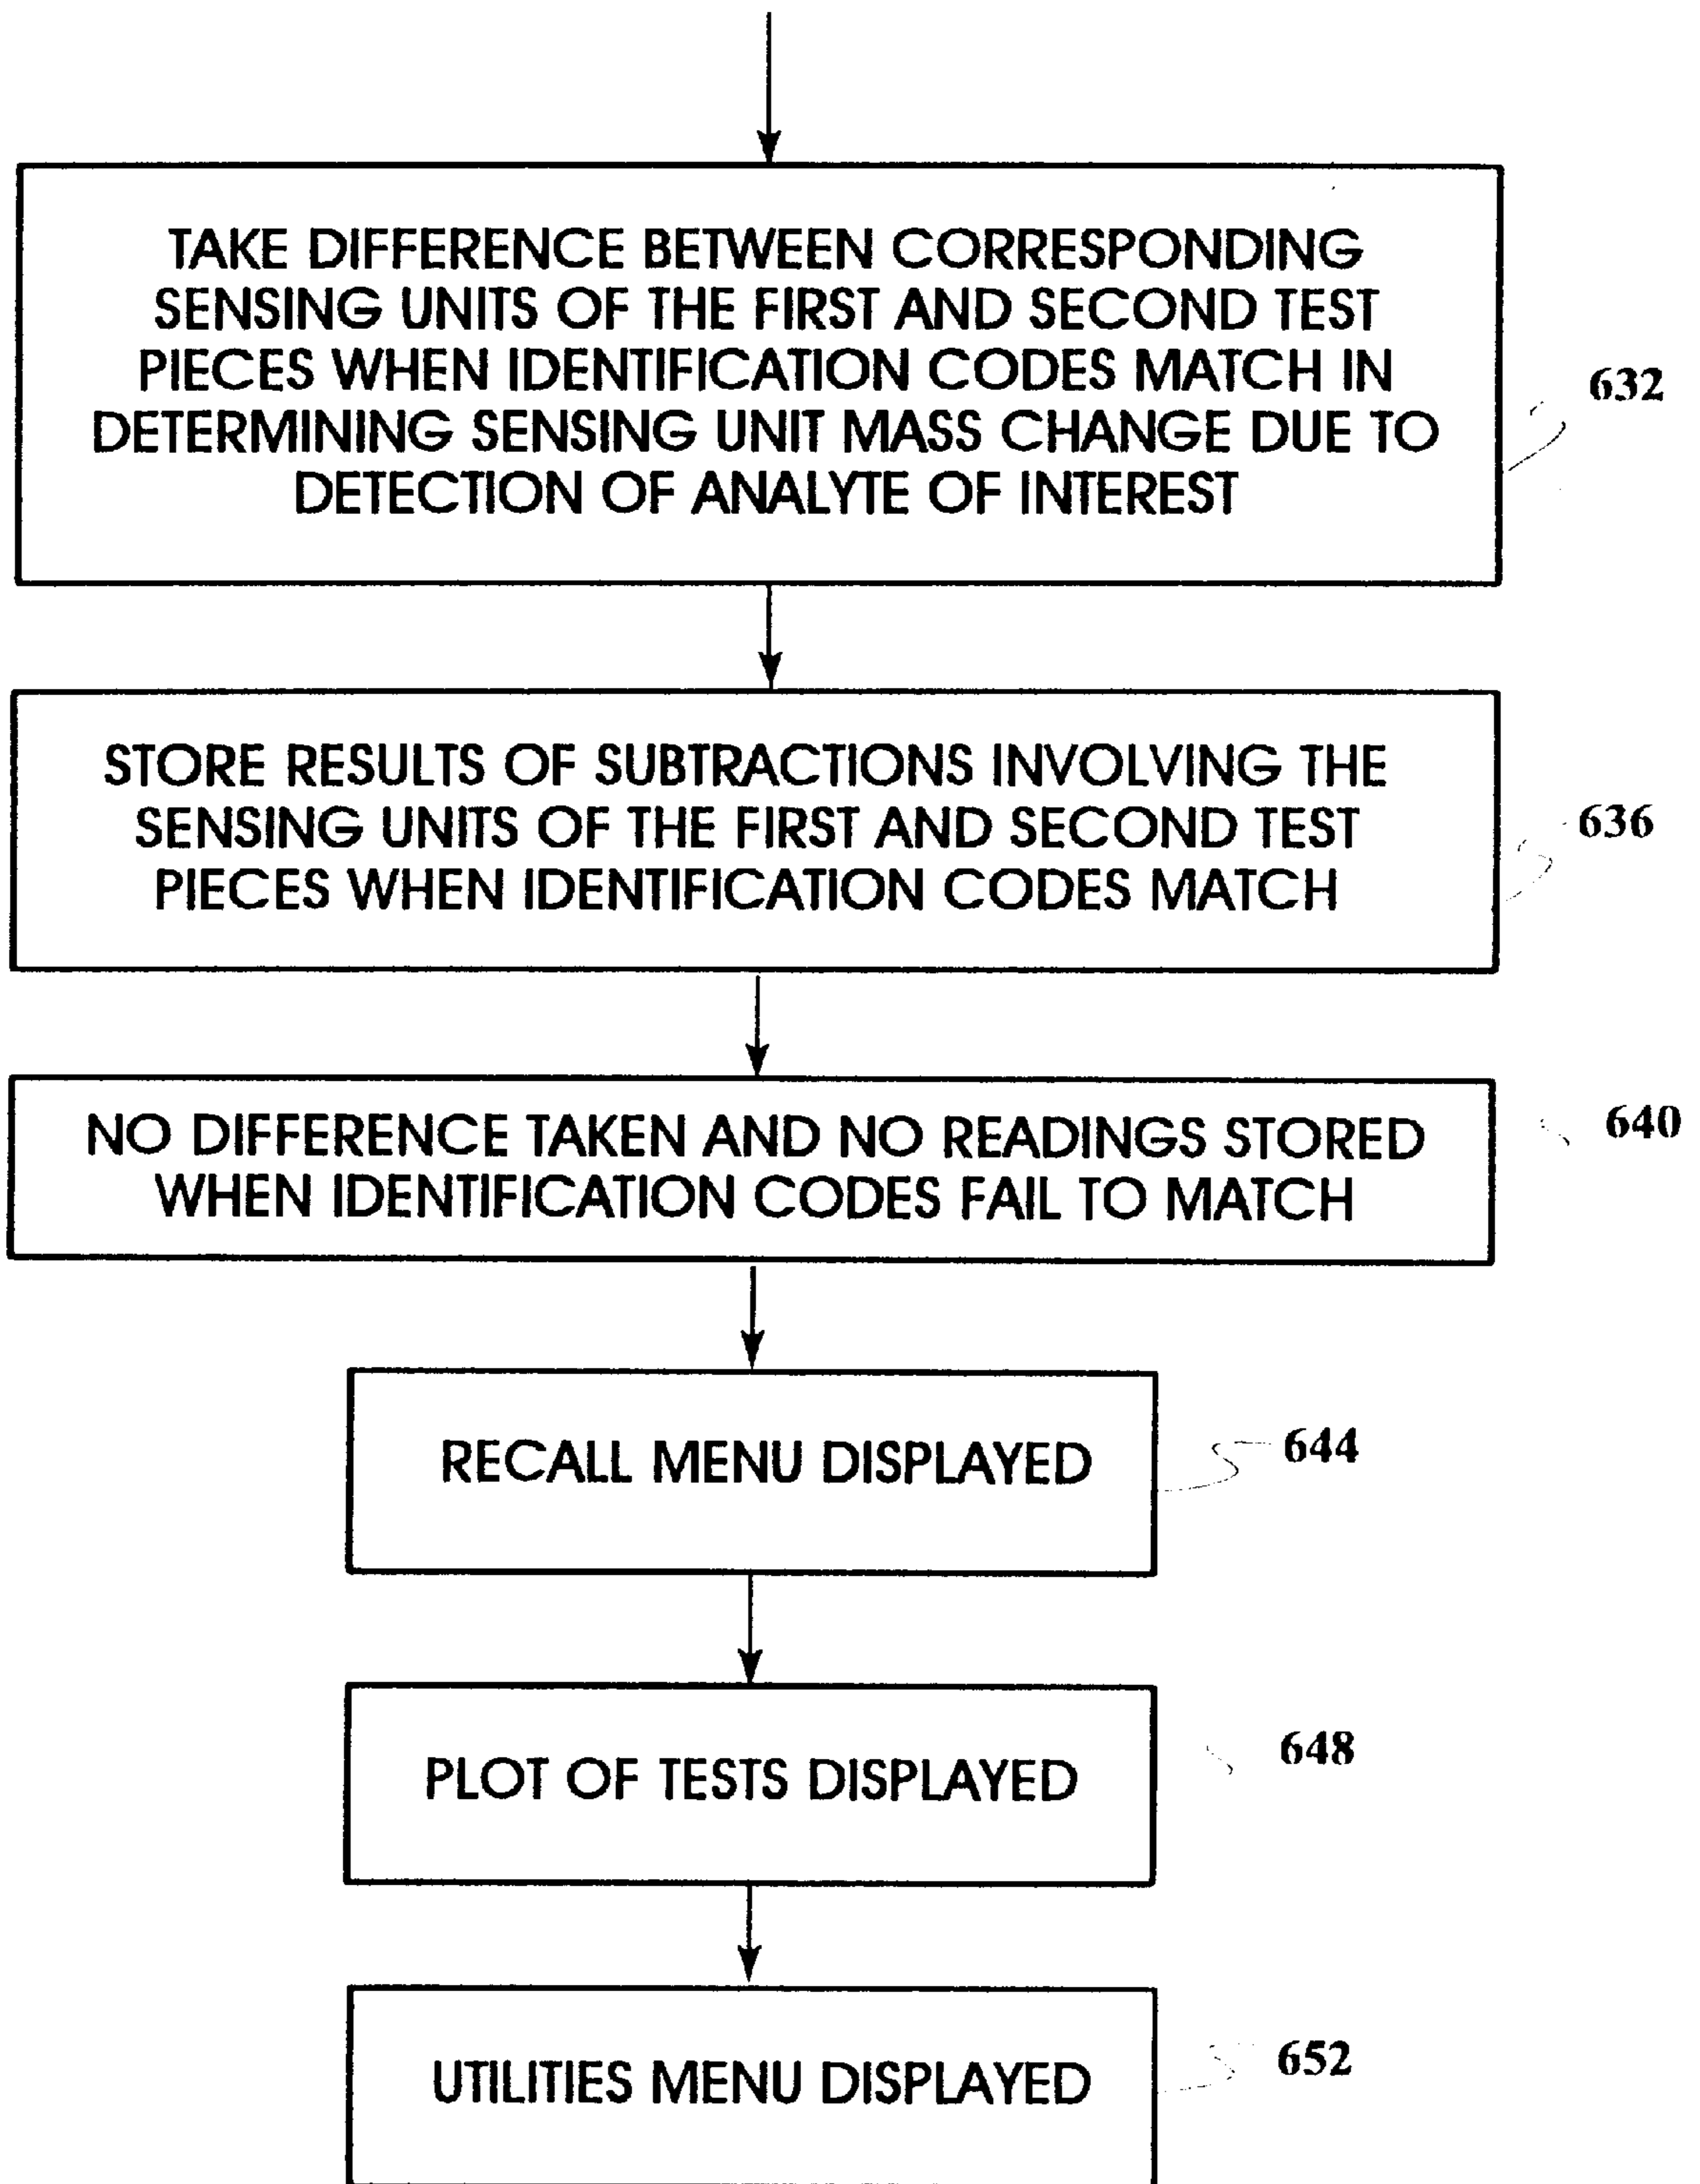 TAKE DIFFERENCE BETWEEN CORRESPONDING
SENSING UNITS OF THE FIRST AND SECOND TEST
PIECES WHEN IDENTIFICATION CODES MATCH IN
DETERMINING SENSING UNIT MASS CHANGE DUE TO
DETECTION OF ANALYTE OF INTEREST
632
STORE RESULTS OF SUBTRACTIONS INVOLVING THE
SENSING UNITS OF THE FIRST AND SECOND TEST
PIECES WHEN IDENTIFICATION CODES MATCH
636
NO DIFFERENCE TAKEN AND NO READINGS STORED
WHEN IDENTIFICATION CODES FAIL TO MATCH
640
RECALL MENU DISPLAYED
644
PLOT OF TESTS DISPLAYED
648
UTILITIES MENU DISPLAYED
652